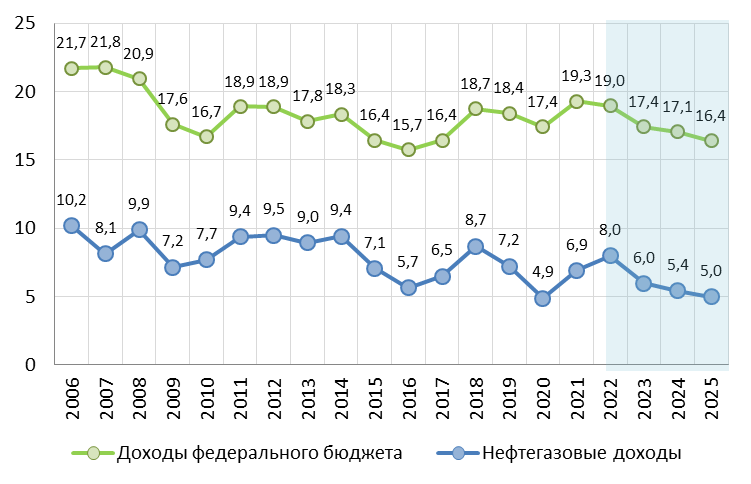 25
20
15
10
5
0
21,7 21,8 20,9 17,6 16,7 18,9 18,9 17,8 18,3 16,4 15,7 16,4 18,7 18,4 17,4 19,3 19,0 17,4 17,1 16,4
10,2 8,1 9,9 7,2 7,7 9,4 9,5 9,0 9,4 7,1 5,7 6,5 8,7 7,2 4,9 6,9 8,0 6,0 5,4 5,0
2006 2007 2008 2009 2010 2011 2012 2013 2014 2015 2016 2017 2018 2019 2020 2021 2022 2023 2024 2025
Доходы федерального бюджета Нефтегазовые доходы